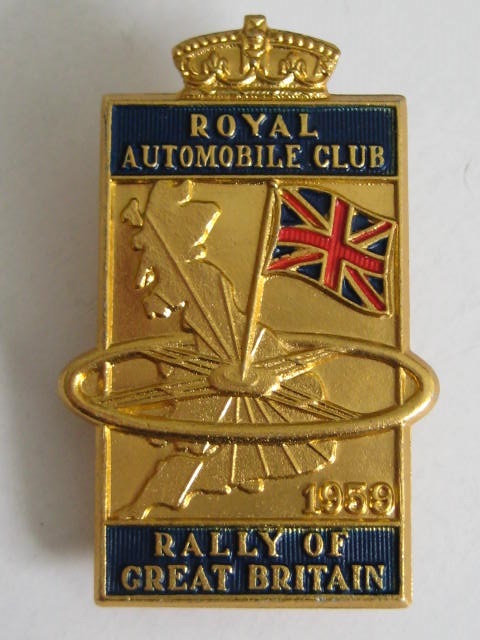 ROYAL
AUTOMOBILE CLUB
1959
RALLY OF
GREAT BRITAIN